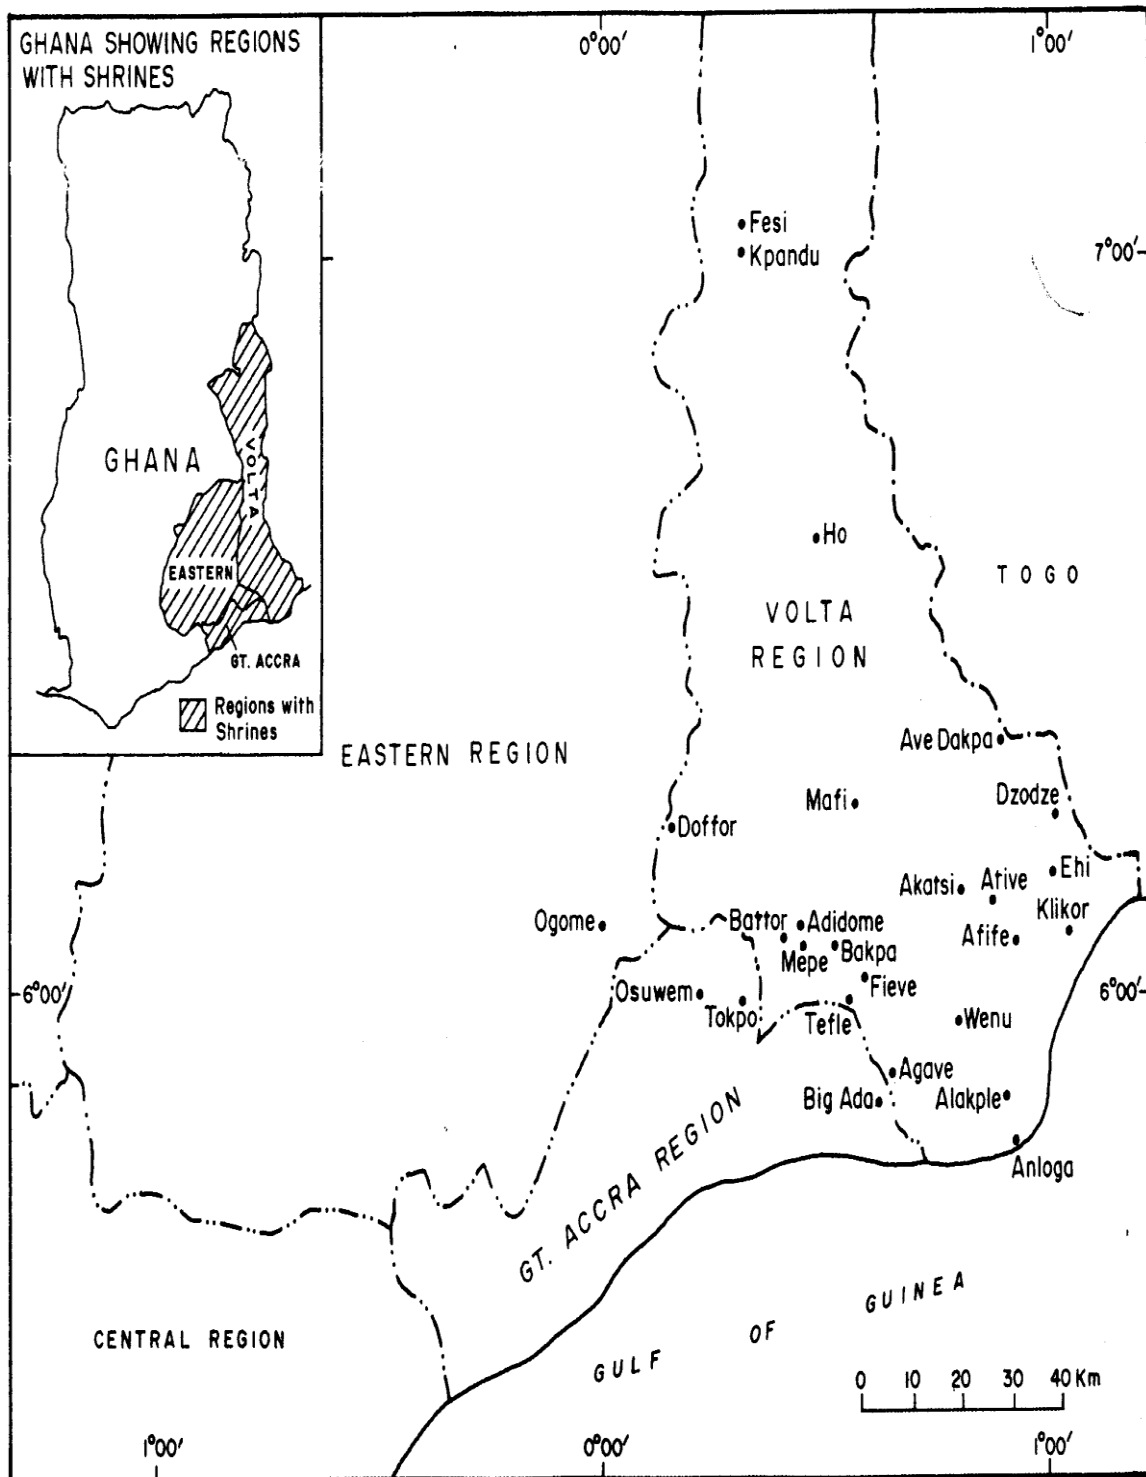 GHANA SHOWING REGIONS
WITH SHRINES
GHANA
VOLTA
EASTERN
GT. ACCRA
Regions with
Shrines
0°00′
1°00′
Fesi
Kpandu
7°00′
Ho
TOGO
VOLTA
REGION
EASTERN REGION
Ave Dakpa
Mafi
Dzodze
Doffor
Ehi
Akatsi
Ative
Klikor
Ogome
Battor
Adidome
Afife
Mepe
Bakpa
6°00′
Osuwem
Fieve
6°00′
Tokpo
Tefle
Wenu
Agave
Big Ada
Alakple
Anloga
GT. ACCRA REGION
GULF OF GUINEA
CENTRAL REGION
0 10 20 30 40 Km
1°00′
0°00′
1°00′